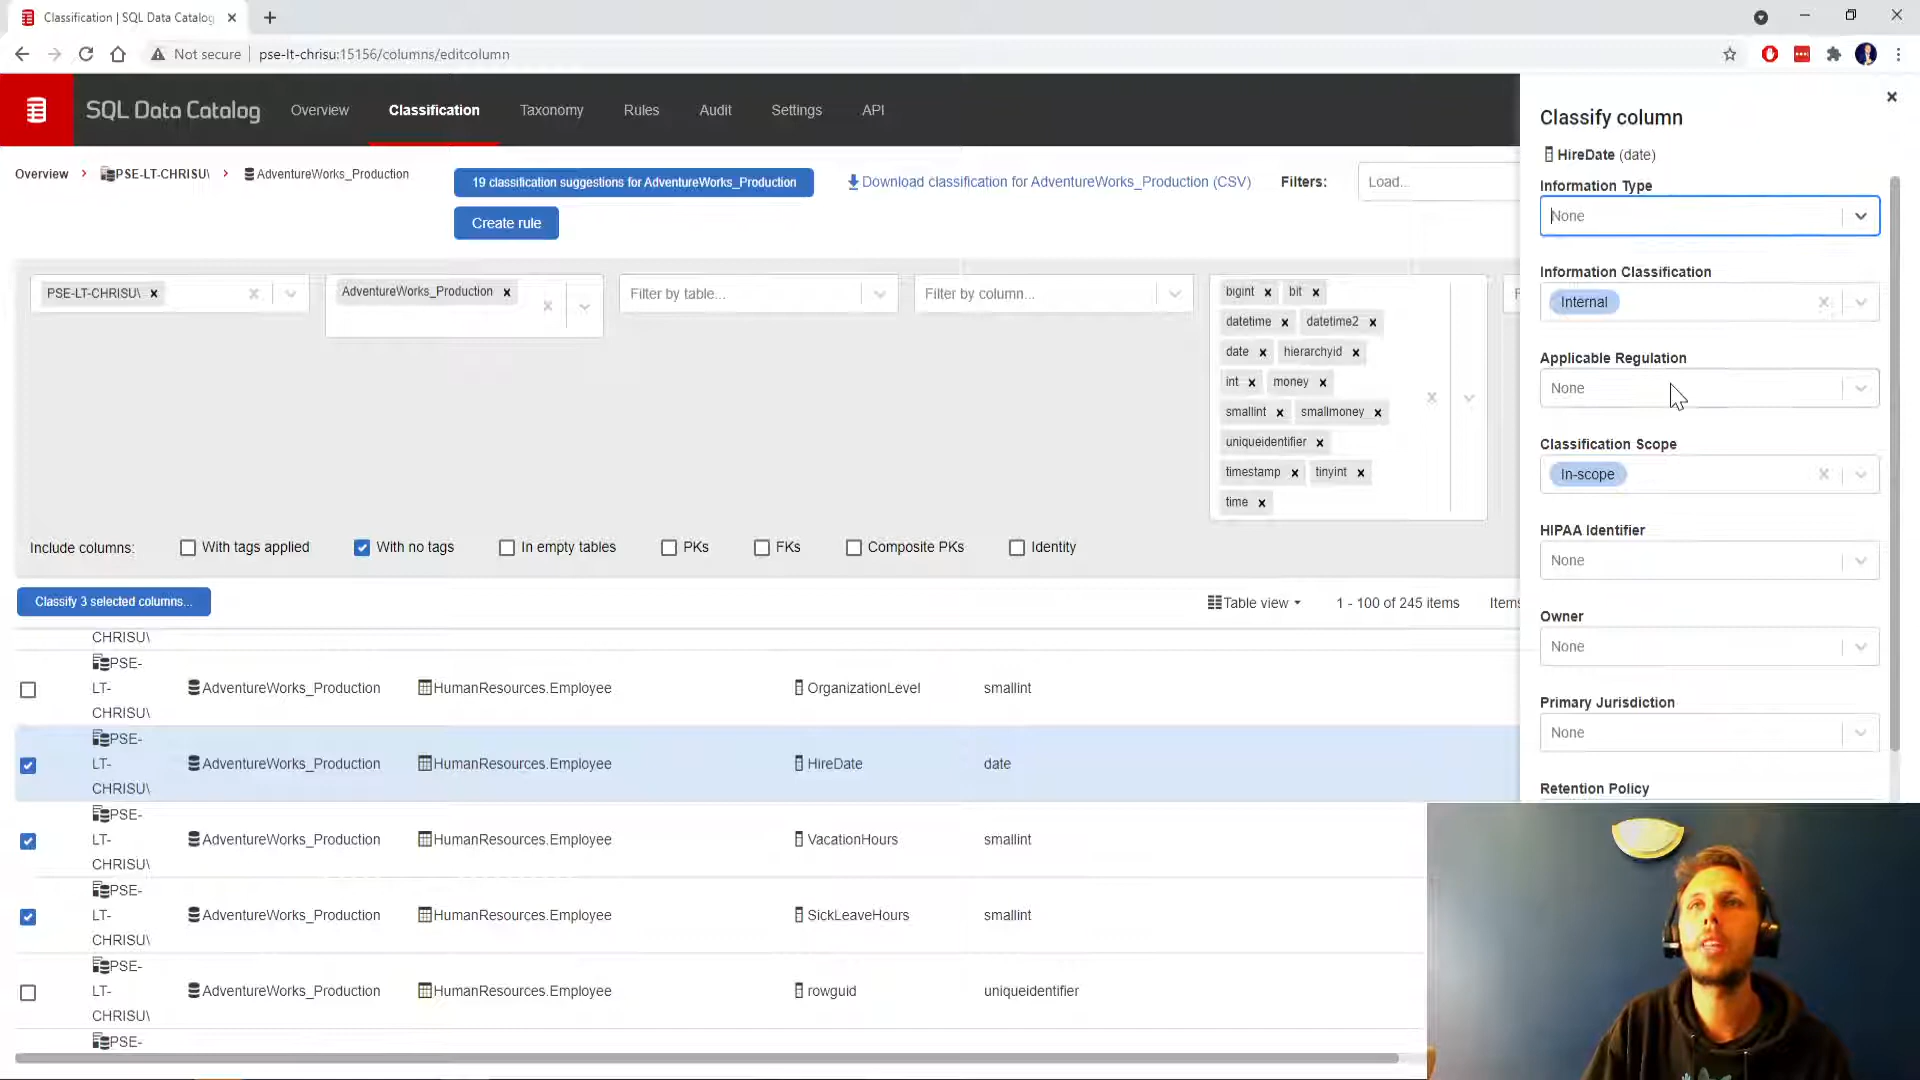 Classification | SQL Data Catalog
Not secure
pse-lt-chrisu:15156/columns/editcolumn
SQL Data Catalog
Overview
Classification
Taxonomy
Rules
Audit
Settings
API
Overview > PSE-LT-CHRISU\ > AdventureWorks_Production
19 classification suggestions for AdventureWorks_Production
Download classification for AdventureWorks_Production (CSV)
Filters:
Load...
Create rule
PSE-LT-CHRISU\
AdventureWorks_Production
Filter by table...
Filter by column...
bigint
bit
datetime
datetime2
date
hierarchyid
int
money
smallint
smallmoney
uniqueidentifier
timestamp
tinyint
time
Include columns:
With tags applied
With no tags
In empty tables
PKs
FKs
Composite PKs
Identity
Classify 3 selected columns...
Table view
1 - 100 of 245 items
Items
CHRISU\
PSE-
LT-
CHRISU\
AdventureWorks_Production
HumanResources.Employee
OrganizationLevel
smallint
PSE-
LT-
CHRISU\
AdventureWorks_Production
HumanResources.Employee
HireDate
date
PSE-
LT-
CHRISU\
AdventureWorks_Production
HumanResources.Employee
VacationHours
smallint
PSE-
LT-
CHRISU\
AdventureWorks_Production
HumanResources.Employee
SickLeaveHours
smallint
PSE-
LT-
CHRISU\
AdventureWorks_Production
HumanResources.Employee
rowguid
uniqueidentifier
PSE-
Classify column
HireDate (date)
Information Type
None
Information Classification
Internal
Applicable Regulation
None
Classification Scope
In-scope
HIPAA Identifier
None
Owner
None
Primary Jurisdiction
None
Retention Policy